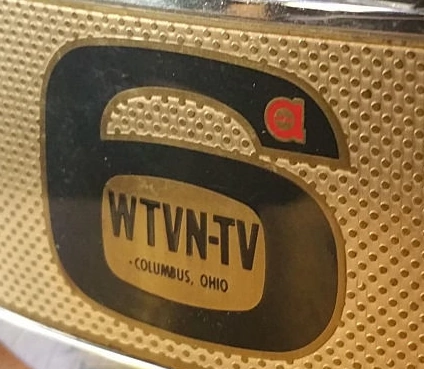 6
a
WTVN-TV
COLUMBUS, OHIO